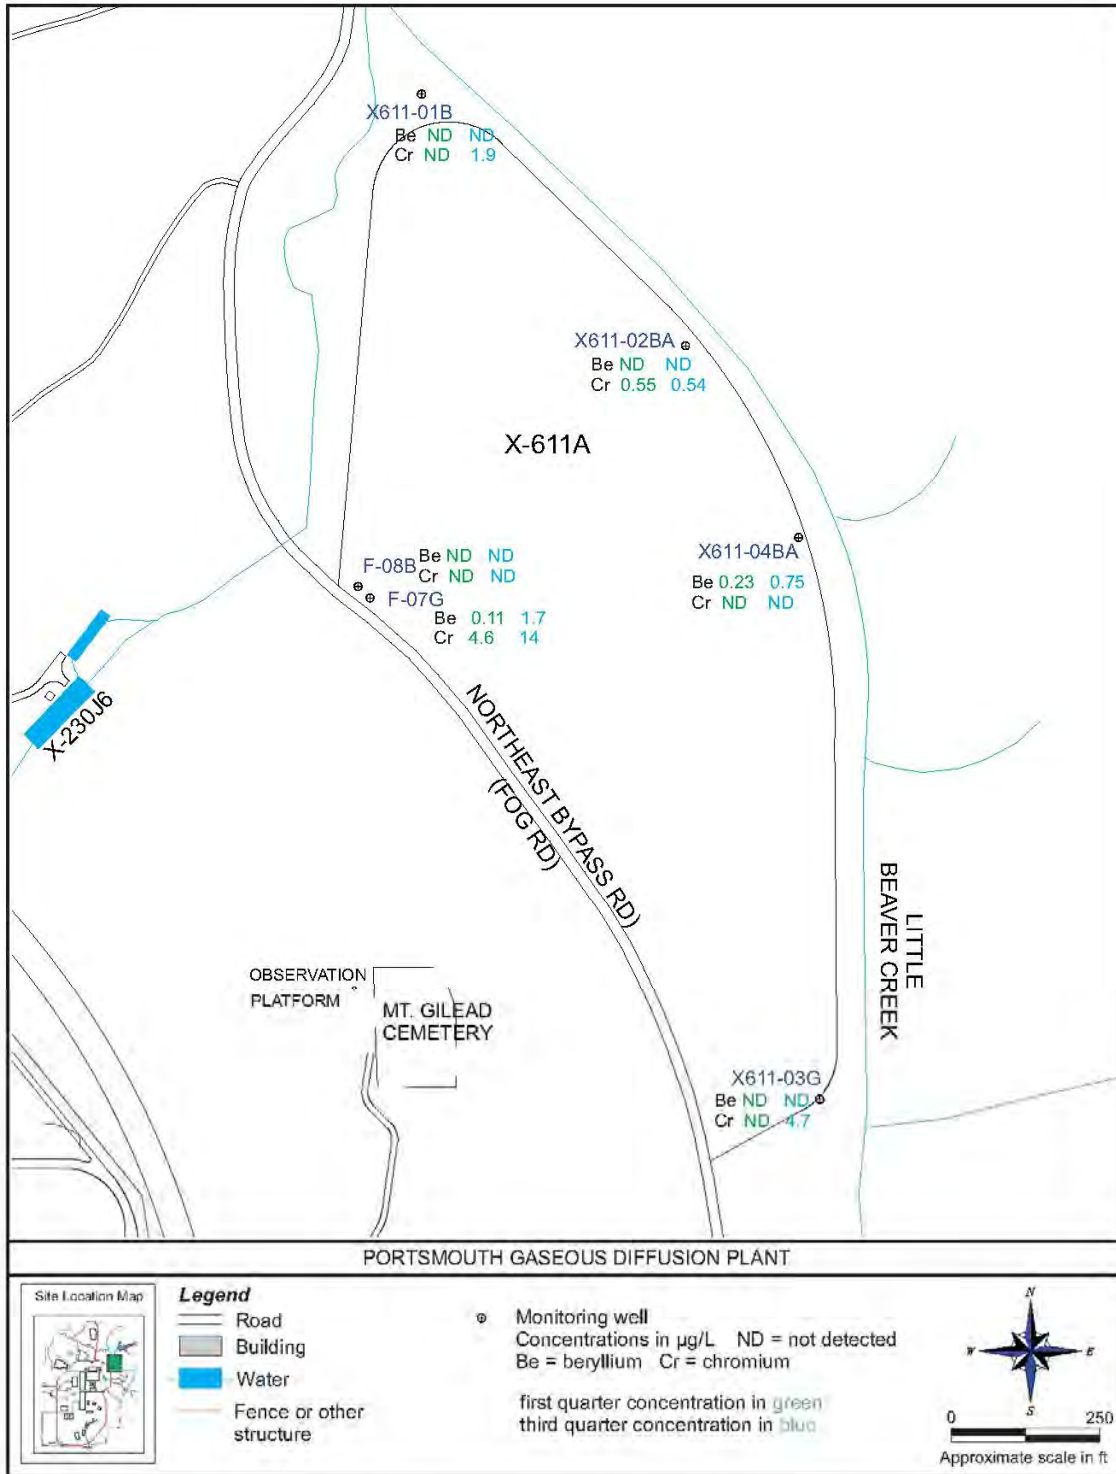 X611-01B
Be ND ND
Cr ND 1.9
X611-02BA
Be ND ND
Cr 0.55 0.54
X-611A
X611-04BA
Be 0.23 0.75
Cr ND ND
F-08B
Be ND ND
Cr ND ND
F-07G
Be 0.11 1.7
Cr 4.6 14
X-230J6
NORTHEAST BYPASS RD)
(FOG RD)
LITTLE
BEAVER CREEK
OBSERVATION
PLATFORM
MT. GILEAD
CEMETERY
X611-03G
Be ND ND
Cr ND 4.7
PORTSMOUTH GASEOUS DIFFUSION PLANT
Site Location Map
Legend
Road
Building
Water
Fence or other
structure
Monitoring well
Concentrations in µg/L ND = not detected
Be = beryllium Cr = chromium
first quarter concentration in green
third quarter concentration in blue
N
W E
S
0 250
Approximate scale in ft